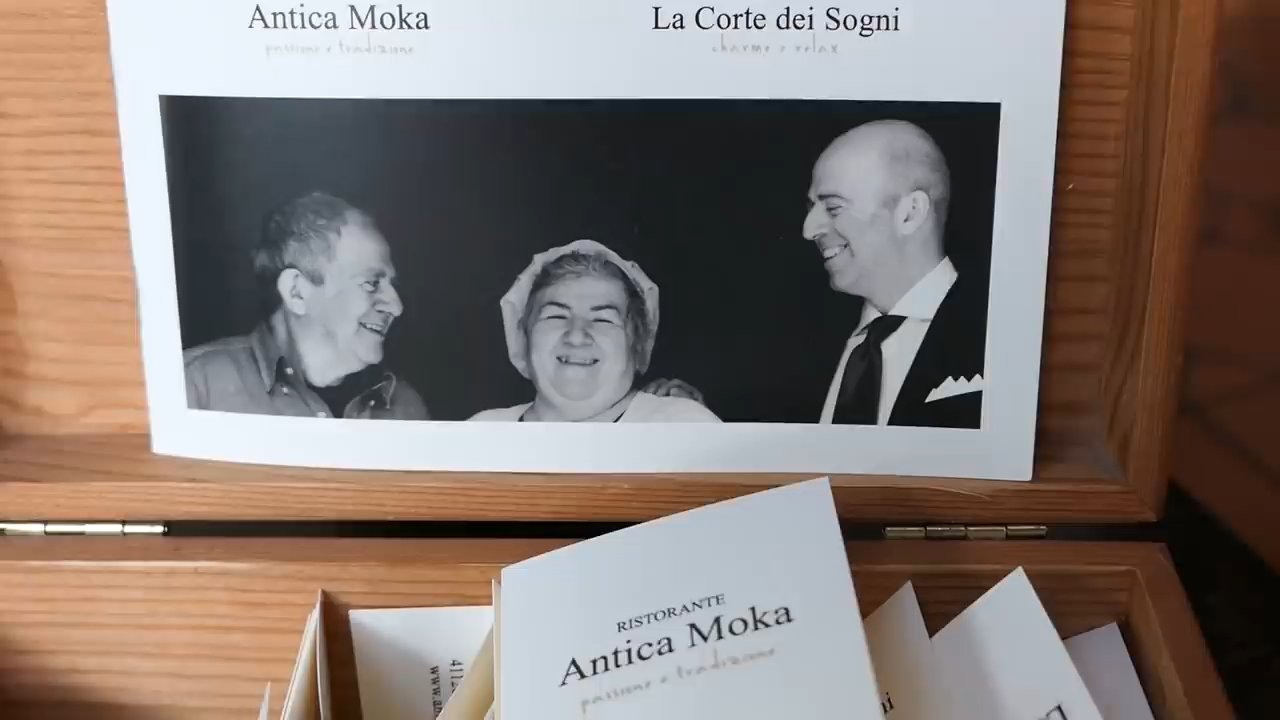 Antica Moka
passione e tradizione
La Corte dei Sogni
charme e relax
RISTORANTE
Antica Moka
passione e tradizione